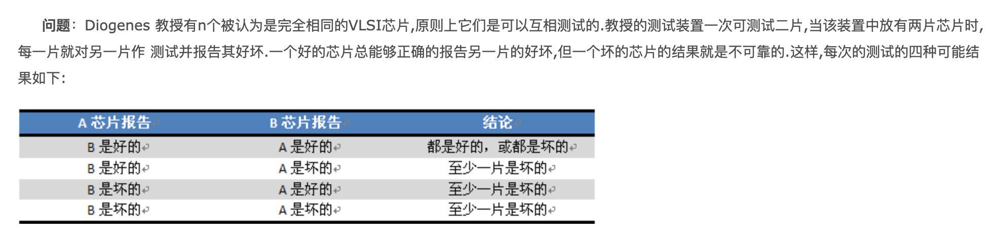 问题：Diogenes 教授有n个被认为是完全相同的VLSI芯片,原则上它们是可以互相测试的.教授的测试装置一次可测试二片,当该装置中放有两片芯片时,
每一片就对另一片作 测试并报告其好坏.一个好的芯片总能够正确的报告另一片的好坏,但一个坏的芯片的结果就是不可靠的.这样,每次的测试的四种可能结
果如下:
A 芯片报告↵ B 芯片报告↵ 结论↵
B 是好的↵ A 是好的↵ 都是好的，或都是坏的↵
B 是好的↵ A 是坏的↵ 至少一片是坏的↵
B 是坏的↵ A 是好的↵ 至少一片是坏的↵
B 是坏的↵ A 是坏的↵ 至少一片是坏的↵